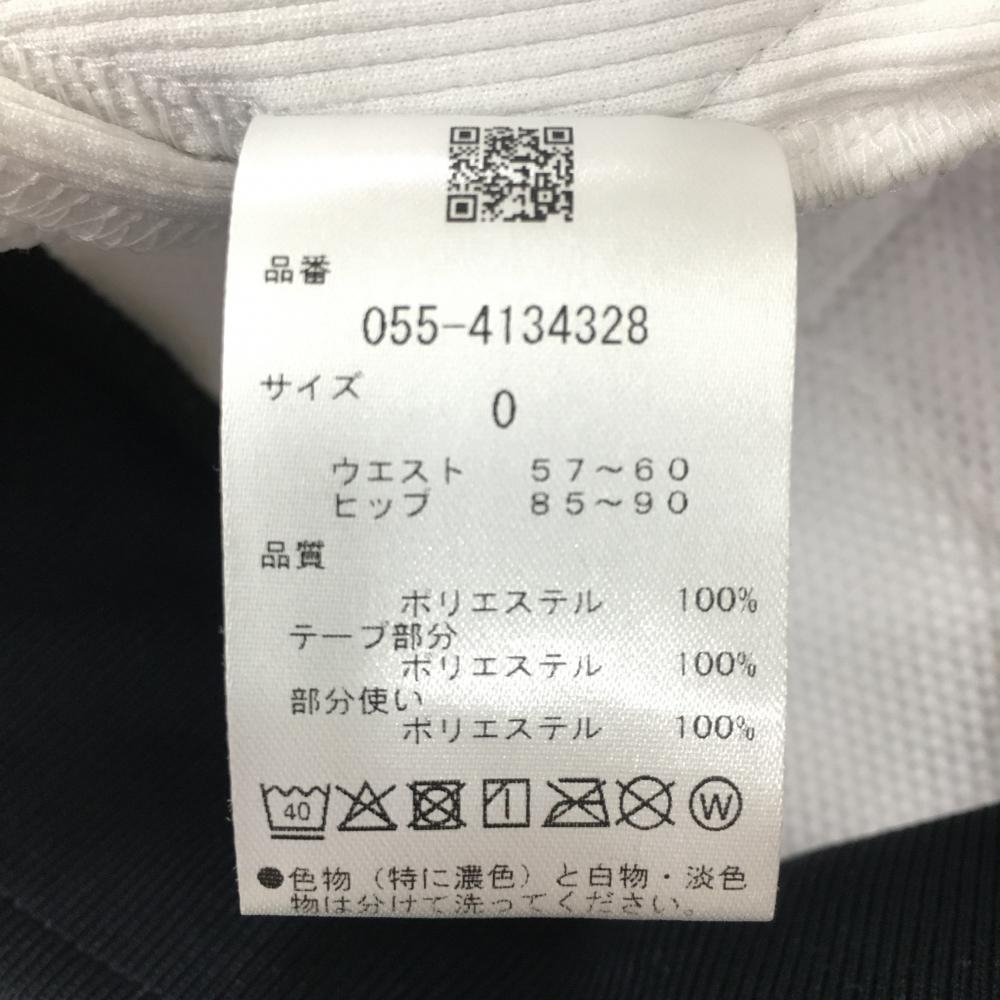 品番
055-4134328
サイズ
0
ウエスト 57~60
ヒップ 85~90
品質
ポリエステル 100%
テープ部分
ポリエステル 100%
部分使い
ポリエステル 100%
40 W
●色物(特に濃色)と白物・淡色
物は分けて洗ってください。